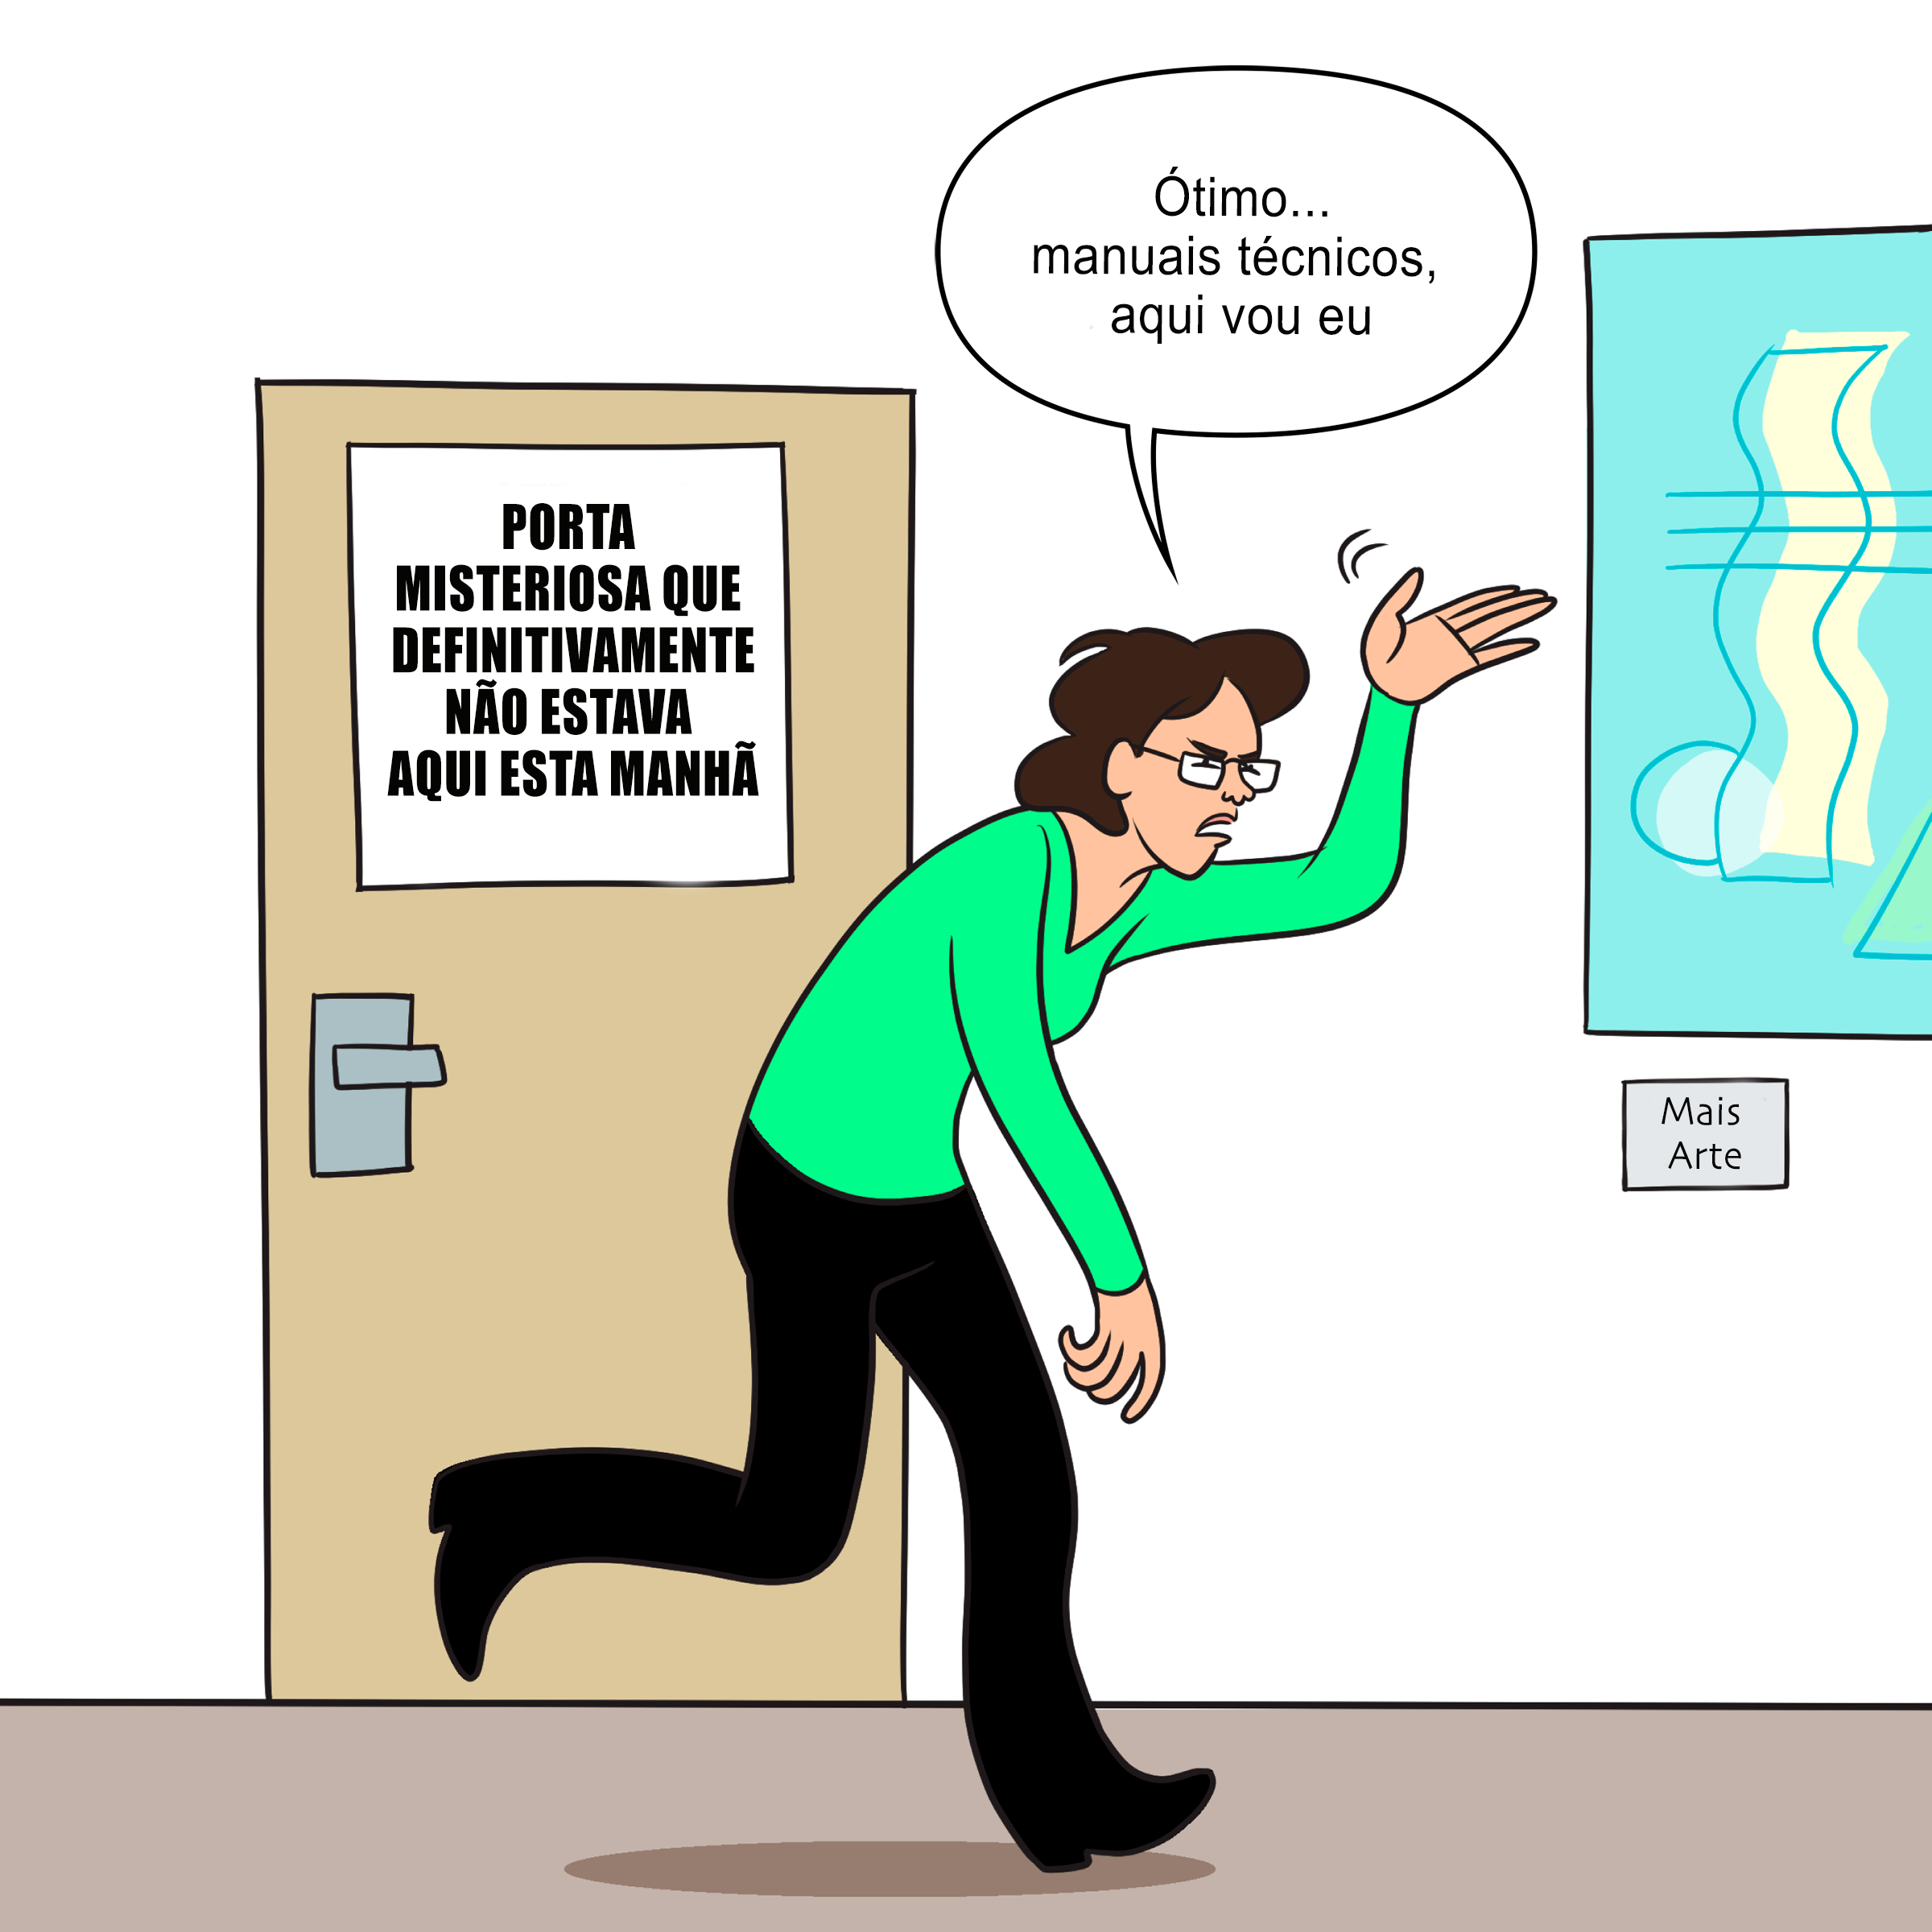 Ótimo...
manuais técnicos,
aqui vou eu
PORTA
MISTERIOSA QUE
DEFINITIVAMENTE
NÃO ESTAVA
AQUI ESTA MANHÃ
Mais
Arte